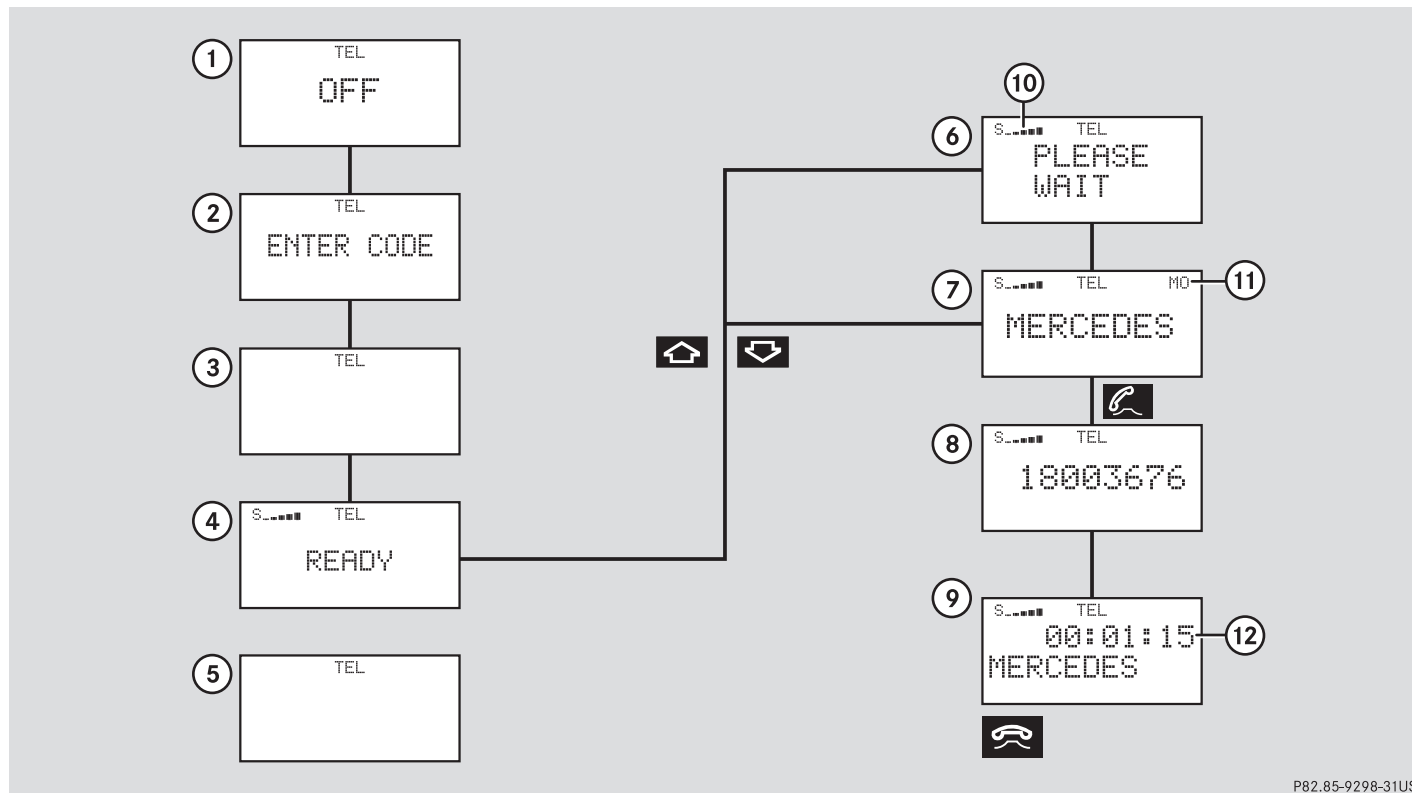 1
TEL
OFF
2
TEL
ENTER CODE
3
TEL
4
S TEL
READY
5
TEL
10
6
S TEL
PLEASE
WAIT
7
S TEL MO
11
MERCEDES
8
S TEL
18003676
9
S TEL
00:01:15
12
MERCEDES
P82.85-9298-31US